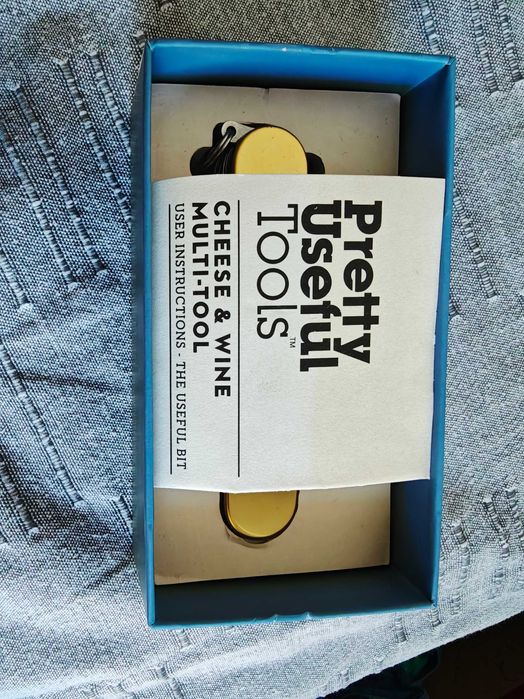 Pretty
Useful
Tools™
CHEESE & WINE
MULTI-TOOL
USER INSTRUCTIONS - THE USEFUL BIT